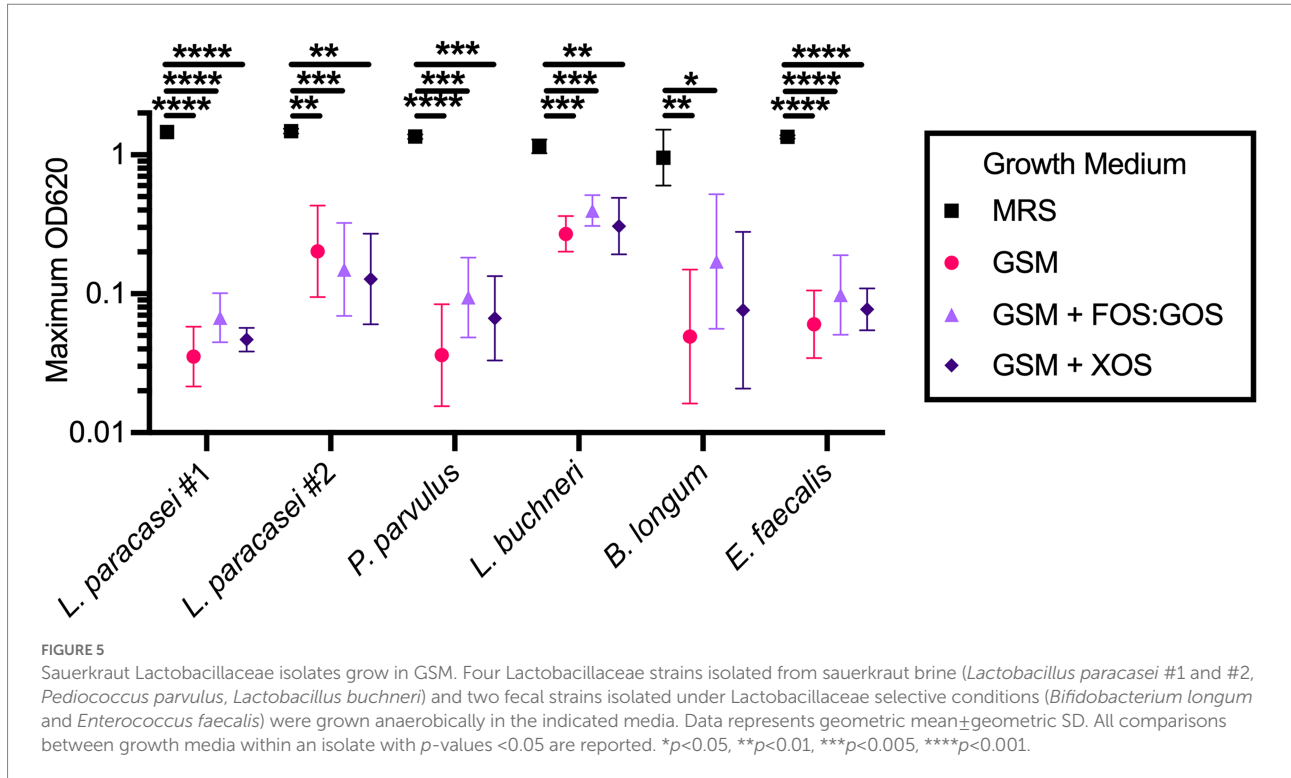 **** ** *** ** ****
**** *** *** *** * ****
**** ** **** *** ** ****
Maximum OD620
1
0.1
0.01
L. paracasei #1
L. paracasei #2
P. parvulus
L. buchneri
B. longum
E. faecalis
Growth Medium
MRS
GSM
GSM + FOS:GOS
GSM + XOS
FIGURE 5
Sauerkraut Lactobacillaceae isolates grow in GSM. Four Lactobacillaceae strains isolated from sauerkraut brine (Lactobacillus paracasei #1 and #2,
Pediococcus parvulus, Lactobacillus buchneri) and two fecal strains isolated under Lactobacillaceae selective conditions (Bifidobacterium longum
and Enterococcus faecalis) were grown anaerobically in the indicated media. Data represents geometric mean±geometric SD. All comparisons
between growth media within an isolate with p-values <0.05 are reported. *p<0.05, **p<0.01, ***p<0.005, ****p<0.001.